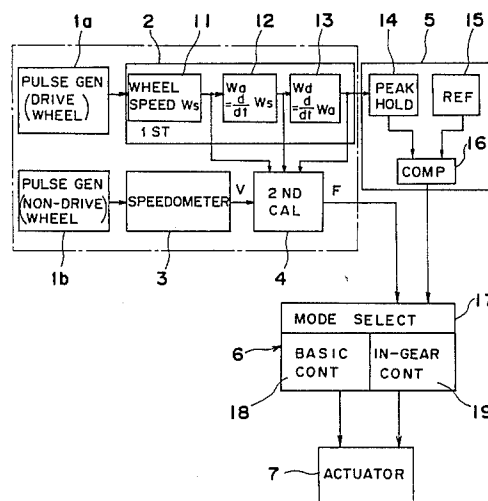 1a
2
11
12
13
14
5
15
PULSE GEN
(DRIVE
WHEEL)
WHEEL
SPEED Ws
1 ST
Wa
= d/dt Ws
Wd
= d/dt Wa
PEAK
HOLD
REF
16
COMP
PULSE GEN
(NON-DRIVE
WHEEL)
SPEEDOMETER
V
2 ND
CAL
F
1b
3
4
17
MODE SELECT
6
BASIC
CONT
IN-GEAR
CONT
18
19
7
ACTUATOR